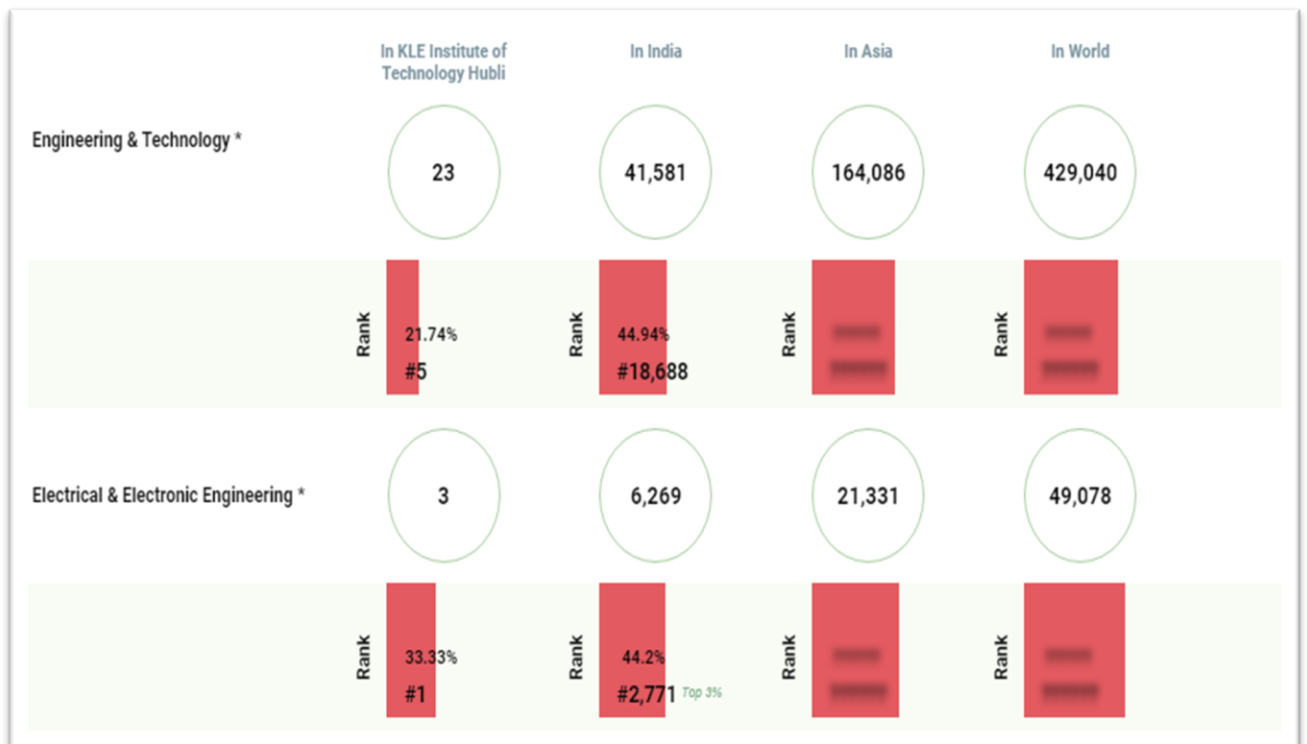 In KLE Institute of
Technology Hubli
In India
In Asia
In World
Engineering & Technology *
23
41,581
164,086
429,040
Rank
21.74%
#5
Rank
44.94%
#18,688
Rank
Rank
Electrical & Electronic Engineering *
3
6,269
21,331
49,078
Rank
33.33%
#1
Rank
44.2%
#2,771 Top 3%
Rank
Rank